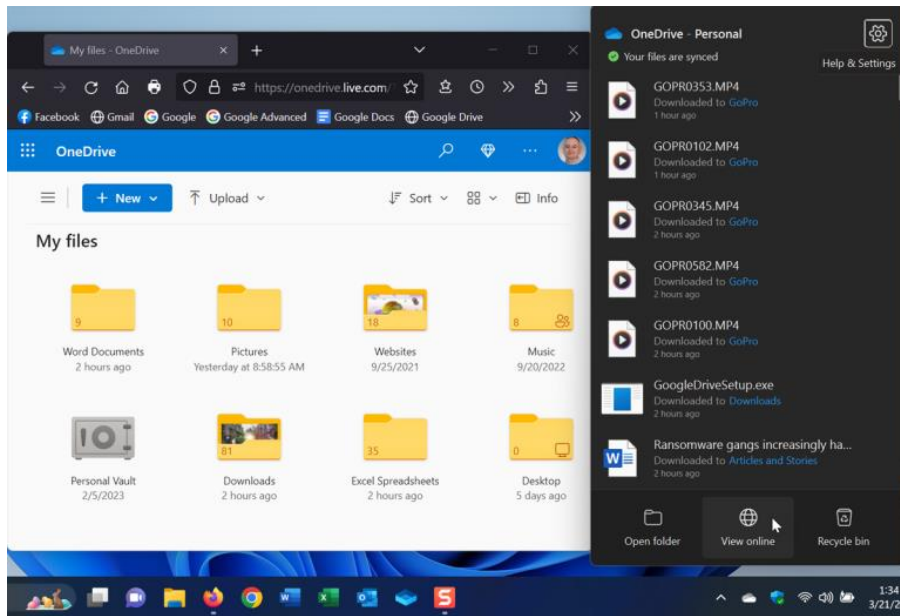 My files - OneDrive
https://onedrive.live.com/
Facebook Gmail Google Google Advanced Google Docs Google Drive
OneDrive
New Upload Sort Info
My files
9 10 18 8
Word Documents Pictures Websites Music
2 hours ago Yesterday at 8:58:55 AM 9/25/2021 9/20/2022
81 35 0
Personal Vault Downloads Excel Spreadsheets Desktop
2/5/2023 2 hours ago 2 hours ago 5 days ago
OneDrive - Personal
Your files are synced
Help & Settings
GOPR0353.MP4
Downloaded to GoPro
1 hour ago
GOPR0102.MP4
Downloaded to GoPro
1 hour ago
GOPR0345.MP4
Downloaded to GoPro
2 hours ago
GOPR0582.MP4
Downloaded to GoPro
2 hours ago
GOPR0100.MP4
Downloaded to GoPro
2 hours ago
GoogleDriveSetup.exe
Downloaded to Downloads
2 hours ago
Ransomware gangs increasingly ha...
Downloaded to Articles and Stories
2 hours ago
Open folder View online Recycle bin
1:34
3/21/2